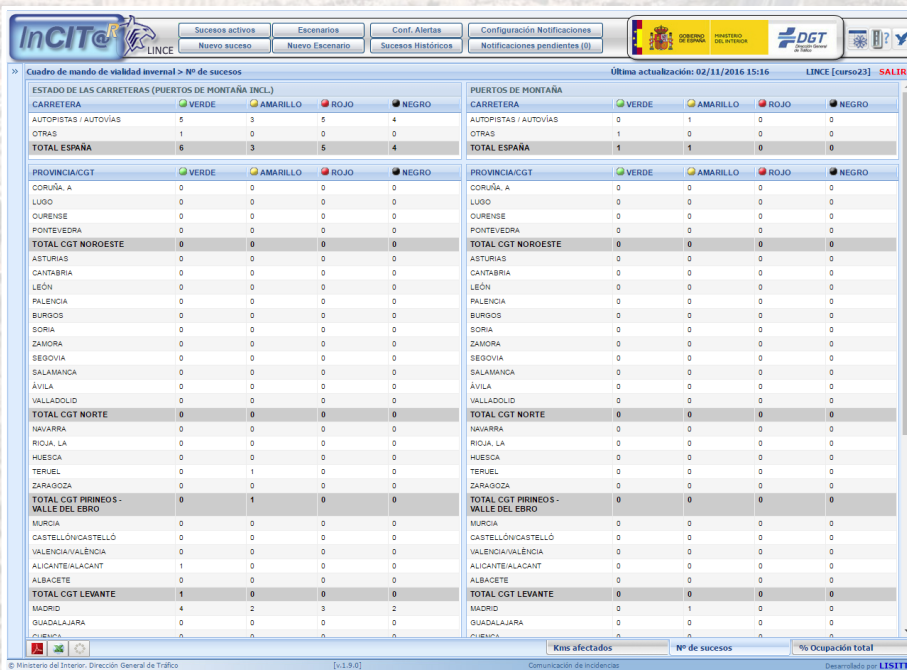 InCIT@R LINCE
Sucesos activos Escenarios Conf. Alertas Configuración Notificaciones
Nuevo suceso Nuevo Escenario Sucesos Históricos Notificaciones pendientes (0)
GOBIERNO DE ESPAÑA MINISTERIO DEL INTERIOR DGT Dirección General de Tráfico
» Cuadro de mando de vialidad invernal > Nº de sucesos Última actualización: 02/11/2016 15:16 LINCE [curso23] SALIR
ESTADO DE LAS CARRETERAS (PUERTOS DE MONTAÑA INCL.) PUERTOS DE MONTAÑA
CARRETERA VERDE AMARILLO ROJO NEGRO CARRETERA VERDE AMARILLO ROJO NEGRO
AUTOPISTAS / AUTOVÍAS 5 3 5 4 AUTOPISTAS / AUTOVÍAS 0 1 0 0
OTRAS 1 0 0 0 OTRAS 1 0 0 0
TOTAL ESPAÑA 6 3 5 4 TOTAL ESPAÑA 1 1 0 0
PROVINCIA/CGT VERDE AMARILLO ROJO NEGRO PROVINCIA/CGT VERDE AMARILLO ROJO NEGRO
CORUÑA, A 0 0 0 0 CORUÑA, A 0 0 0 0
LUGO 0 0 0 0 LUGO 0 0 0 0
OURENSE 0 0 0 0 OURENSE 0 0 0 0
PONTEVEDRA 0 0 0 0 PONTEVEDRA 0 0 0 0
TOTAL CGT NOROESTE 0 0 0 0 TOTAL CGT NOROESTE 0 0 0 0
ASTURIAS 0 0 0 0 ASTURIAS 0 0 0 0
CANTABRIA 0 0 0 0 CANTABRIA 0 0 0 0
LEÓN 0 0 0 0 LEÓN 0 0 0 0
PALENCIA 0 0 0 0 PALENCIA 0 0 0 0
BURGOS 0 0 0 0 BURGOS 0 0 0 0
SORIA 0 0 0 0 SORIA 0 0 0 0
ZAMORA 0 0 0 0 ZAMORA 0 0 0 0
SEGOVIA 0 0 0 0 SEGOVIA 0 0 0 0
SALAMANCA 0 0 0 0 SALAMANCA 0 0 0 0
ÁVILA 0 0 0 0 ÁVILA 0 0 0 0
VALLADOLID 0 0 0 0 VALLADOLID 0 0 0 0
TOTAL CGT NORTE 0 0 0 0 TOTAL CGT NORTE 0 0 0 0
NAVARRA 0 0 0 0 NAVARRA 0 0 0 0
RIOJA, LA 0 0 0 0 RIOJA, LA 0 0 0 0
HUESCA 0 0 0 0 HUESCA 0 0 0 0
TERUEL 0 1 0 0 TERUEL 0 0 0 0
ZARAGOZA 0 0 0 0 ZARAGOZA 0 0 0 0
TOTAL CGT PIRINEOS - 0 1 0 0 TOTAL CGT PIRINEOS - 0 0 0 0
VALLE DEL EBRO VALLE DEL EBRO
MURCIA 0 0 0 0 MURCIA 0 0 0 0
CASTELLÓN/CASTELLÓ 0 0 0 0 CASTELLÓN/CASTELLÓ 0 0 0 0
VALENCIA/VALÈNCIA 0 0 0 0 VALENCIA/VALÈNCIA 0 0 0 0
ALICANTE/ALACANT 1 0 0 0 ALICANTE/ALACANT 0 0 0 0
ALBACETE 0 0 0 0 ALBACETE 0 0 0 0
TOTAL CGT LEVANTE 1 0 0 0 TOTAL CGT LEVANTE 0 0 0 0
MADRID 4 2 3 2 MADRID 0 1 0 0
GUADALAJARA 0 0 0 0 GUADALAJARA 0 0 0 0
CUENCA 0 0 0 0 CUENCA 0 0 0 0
Kms afectados Nº de sucesos % Ocupación total
© Ministerio del Interior. Dirección General de Tráfico [v.1.9.0] Comunicación de incidencias Desarrollado por LISITT